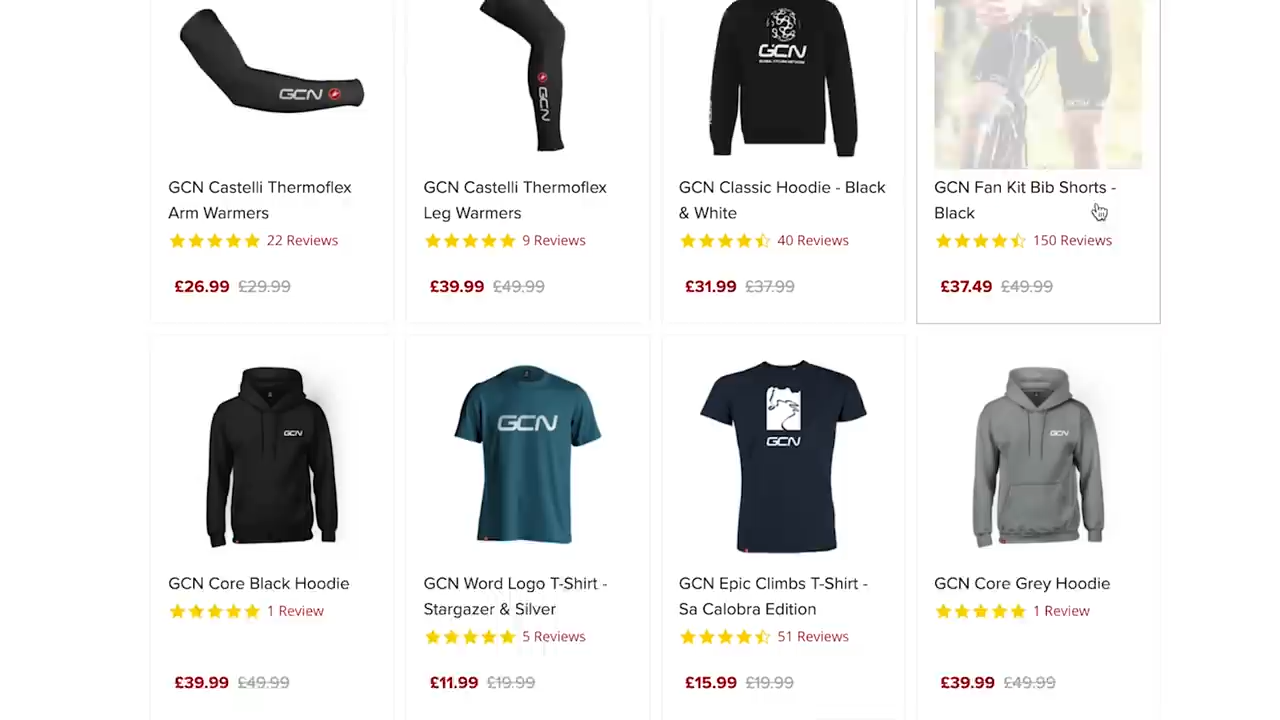 GCN
GCN
GCN
GLOBAL CYCLING NETWORK
GCN
GCN Castelli Thermoflex
Arm Warmers
22 Reviews
£26.99 £29.99
GCN Castelli Thermoflex
Leg Warmers
9 Reviews
£39.99 £49.99
GCN Classic Hoodie - Black
& White
40 Reviews
£31.99 £37.99
GCN Fan Kit Bib Shorts -
Black
150 Reviews
£37.49 £49.99
GCN
GCN
GCN
GCN
GCN Core Black Hoodie
1 Review
£39.99 £49.99
GCN Word Logo T-Shirt -
Stargazer & Silver
5 Reviews
£11.99 £19.99
GCN Epic Climbs T-Shirt -
Sa Calobra Edition
51 Reviews
£15.99 £19.99
GCN Core Grey Hoodie
1 Review
£39.99 £49.99